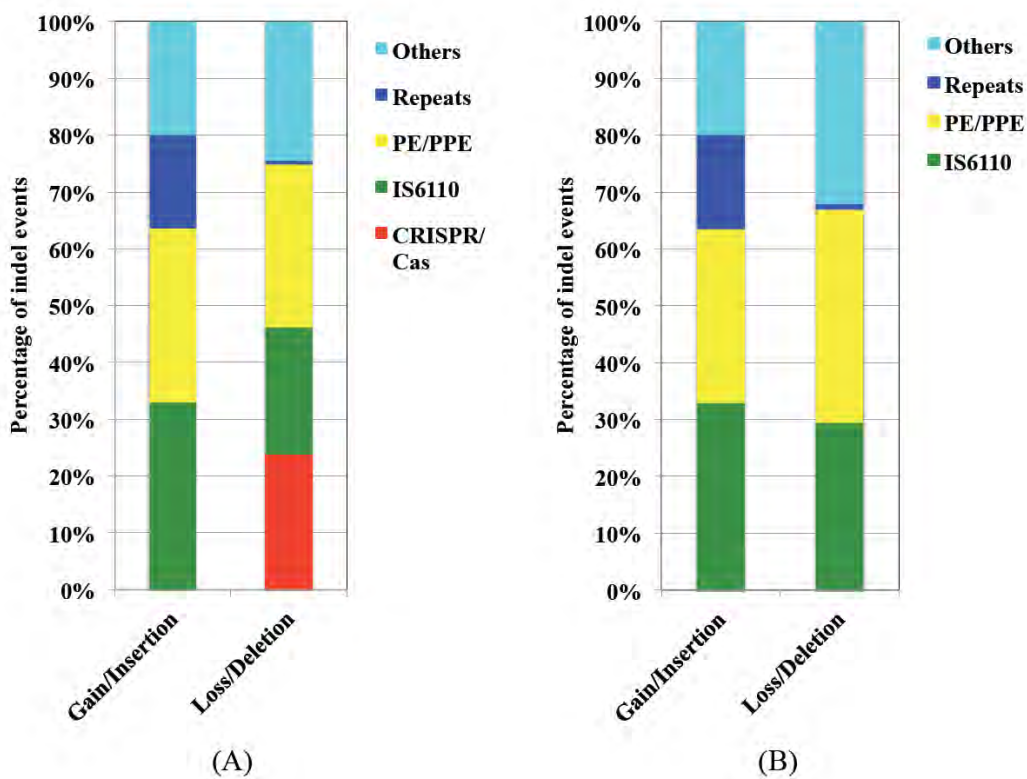 Percentage of indel events
100%
90%
80%
70%
60%
50%
40%
30%
20%
10%
0%
Gain/Insertion
Loss/Deletion
Others
Repeats
PE/PPE
IS6110
CRISPR/
Cas
(A)
Percentage of indel events
100%
90%
80%
70%
60%
50%
40%
30%
20%
10%
0%
Gain/Insertion
Loss/Deletion
Others
Repeats
PE/PPE
IS6110
(B)